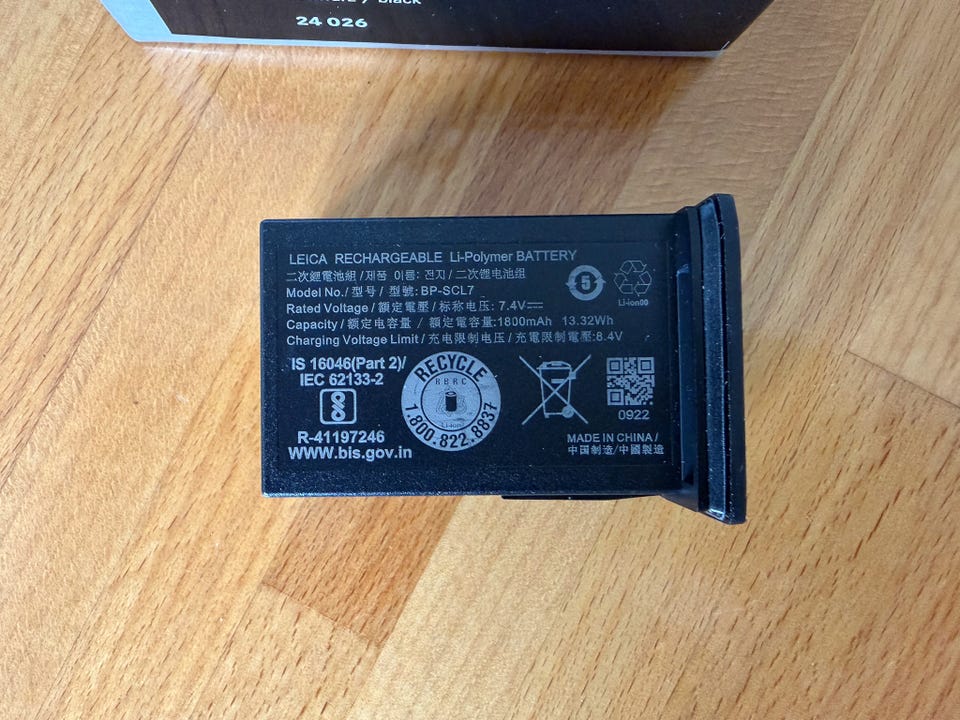 black
24 026
LEICA RECHARGEABLE Li-Polymer BATTERY
二次鋰電池組 / 제품 이름: 전지 / 二次锂电池组
Model No./ 型号 / 型號: BP-SCL7
Rated Voltage / 額定電壓 / 标称电压: 7.4V⎓
Capacity / 额定电容量 / 額定電容量:1800mAh 13.32Wh
Charging Voltage Limit / 充电限制电压 / 充電限制電壓:8.4V
5
Li-ion00
IS 16046(Part 2)/
IEC 62133-2
R-41197246
WWW.bis.gov.in
RECYCLE
RBRC
Li-ion
1.800.822.8837
0922
MADE IN CHINA /
中国制造/中國製造